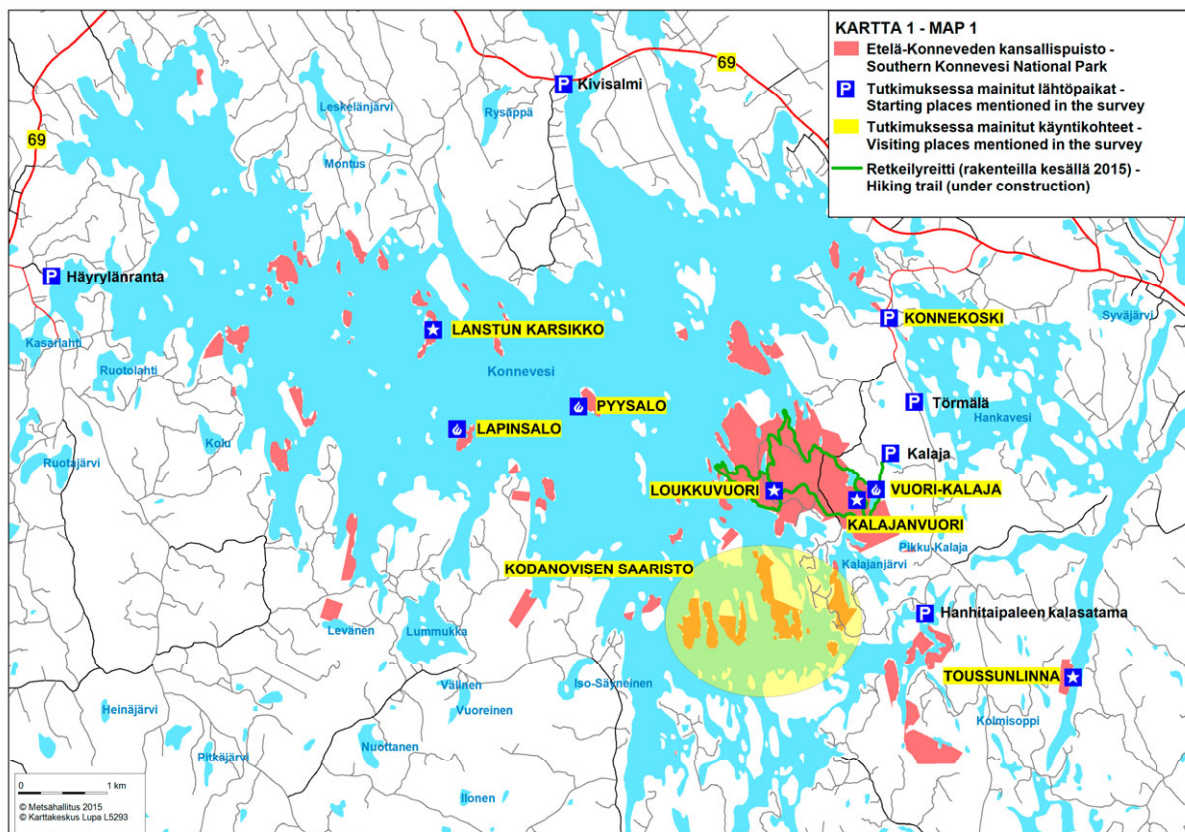 KARTTA 1 - MAP 1
Etelä-Konneveden kansallispuisto -
Southern Konnevesi National Park
P Tutkimuksessa mainitut lähtöpaikat -
Starting places mentioned in the survey
Tutkimuksessa mainitut käyntikohteet -
Visiting places mentioned in the survey
Retkeilyreitti (rakenteilla kesällä 2015) -
Hiking trail (under construction)
69
69
P Kivisalmi
Leskelänjärvi
Rysäppä
Montus
P Häyrylänranta
Syväjärvi
P KONNEKOSKI
LANSTUN KARSIKKO
Kasarlahti
Ruotolahti
Konnevesi
P Törmälä
PYYSALO
Hankavesi
LAPINSALO
Kolu
P Kalaja
Ruotajärvi
LOUKKUVUORI
VUORI-KALAJA
KALAJANVUORI
Pikku-Kalaja
Kalajanjärvi
KODANOVISEN SAARISTO
P Hanhitaipaleen kalasatama
Levänen
Lummukka
TOUSSUNLINNA
Välinen
Iso-Säyneinen
Heinäjärvi
Vuoreinen
Kolmisoppi
Nuottanen
Pitkäjärvi
Ilonen
0 1 km
© Metsähallitus 2015
© Karttakeskus Lupa L5293